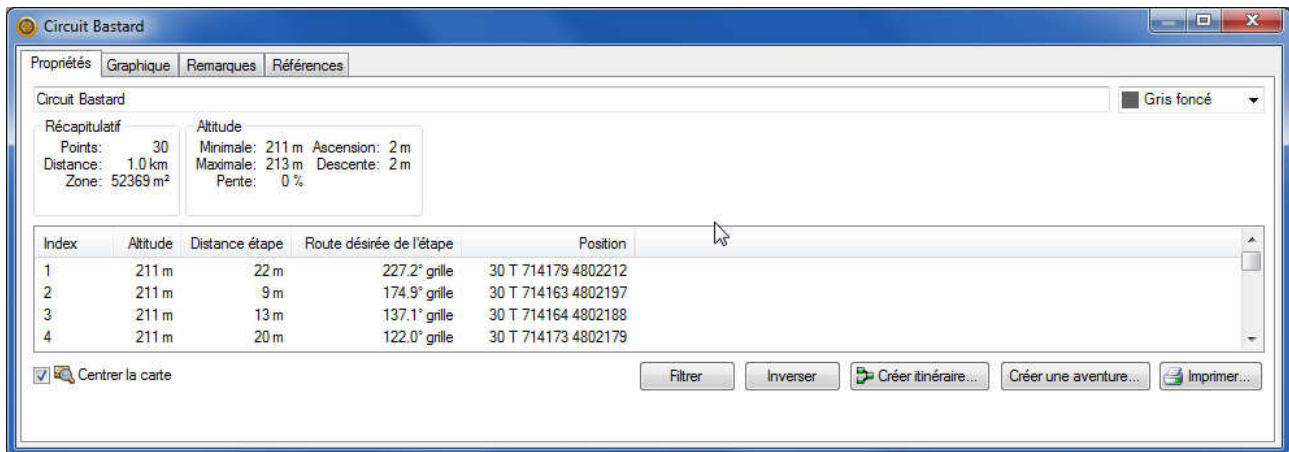 Circuit Bastard
Propriétés Graphique Remarques Références
Circuit Bastard Gris foncé
Récapitulatif Altitude
Points: 30 Minimale: 211 m Ascension: 2 m
Distance: 1.0 km Maximale: 213 m Descente: 2 m
Zone: 52369 m² Pente: 0 %
Index Altitude Distance étape Route désirée de l'étape Position
1 211 m 22 m 227.2° grille 30 T 714179 4802212
2 211 m 9 m 174.9° grille 30 T 714163 4802197
3 211 m 13 m 137.1° grille 30 T 714164 4802188
4 211 m 20 m 122.0° grille 30 T 714173 4802179
Centrer la carte Filtrer Inverser Créer itinéraire... Créer une aventure... Imprimer...